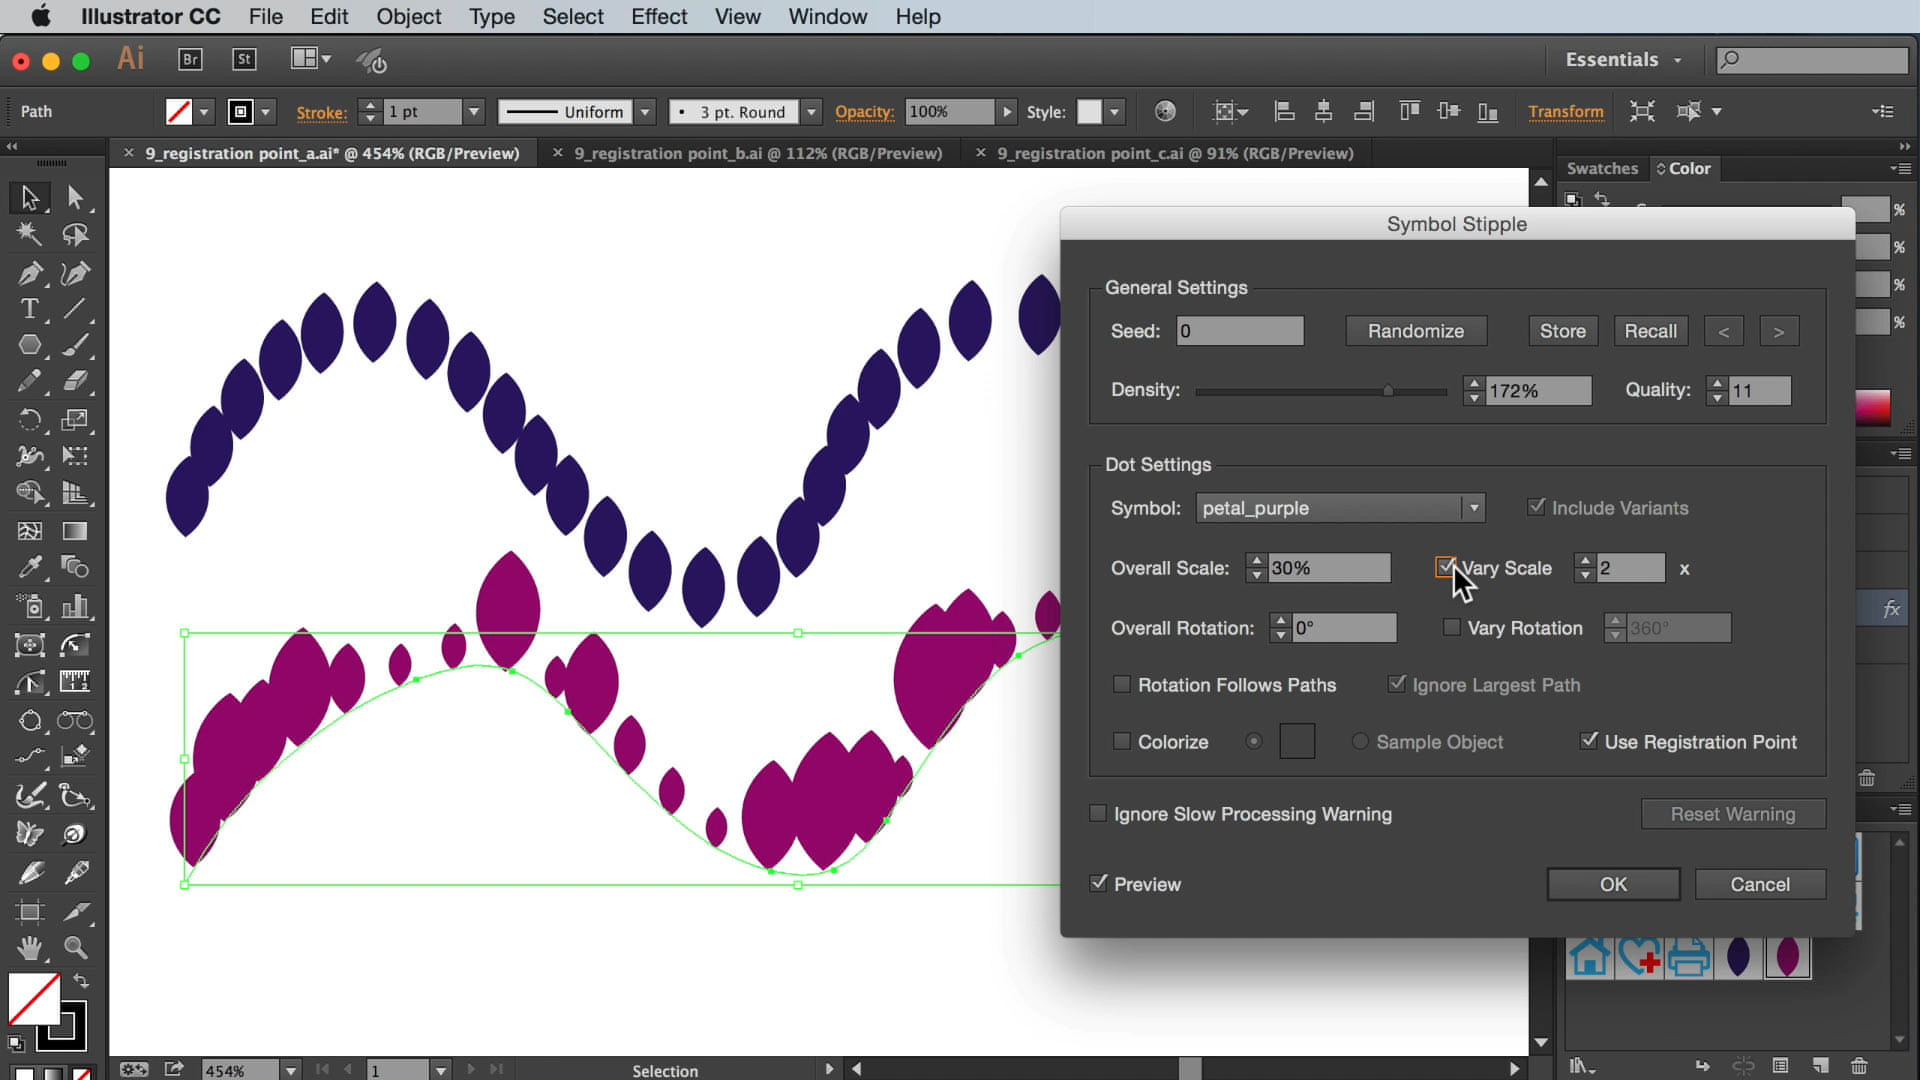 Illustrator CC File Edit Object Type Select Effect View Window Help
Ai Br St Essentials
Path Stroke: 1 pt Uniform 3 pt. Round Opacity: 100% Style: Transform
9_registration point_a.ai* @ 454% (RGB/Preview) 9_registration point_b.ai @ 112% (RGB/Preview) 9_registration point_c.ai @ 91% (RGB/Preview)
Swatches Color
%
%
%
%
Symbol Stipple
General Settings
Seed: 0 Randomize Store Recall < >
Density: 172% Quality: 11
Dot Settings
Symbol: petal_purple Include Variants
Overall Scale: 30% Vary Scale 2 x
Overall Rotation: 0° Vary Rotation 360°
fx
Rotation Follows Paths Ignore Largest Path
Colorize Sample Object Use Registration Point
Ignore Slow Processing Warning Reset Warning
Preview OK Cancel
454% 1 Selection